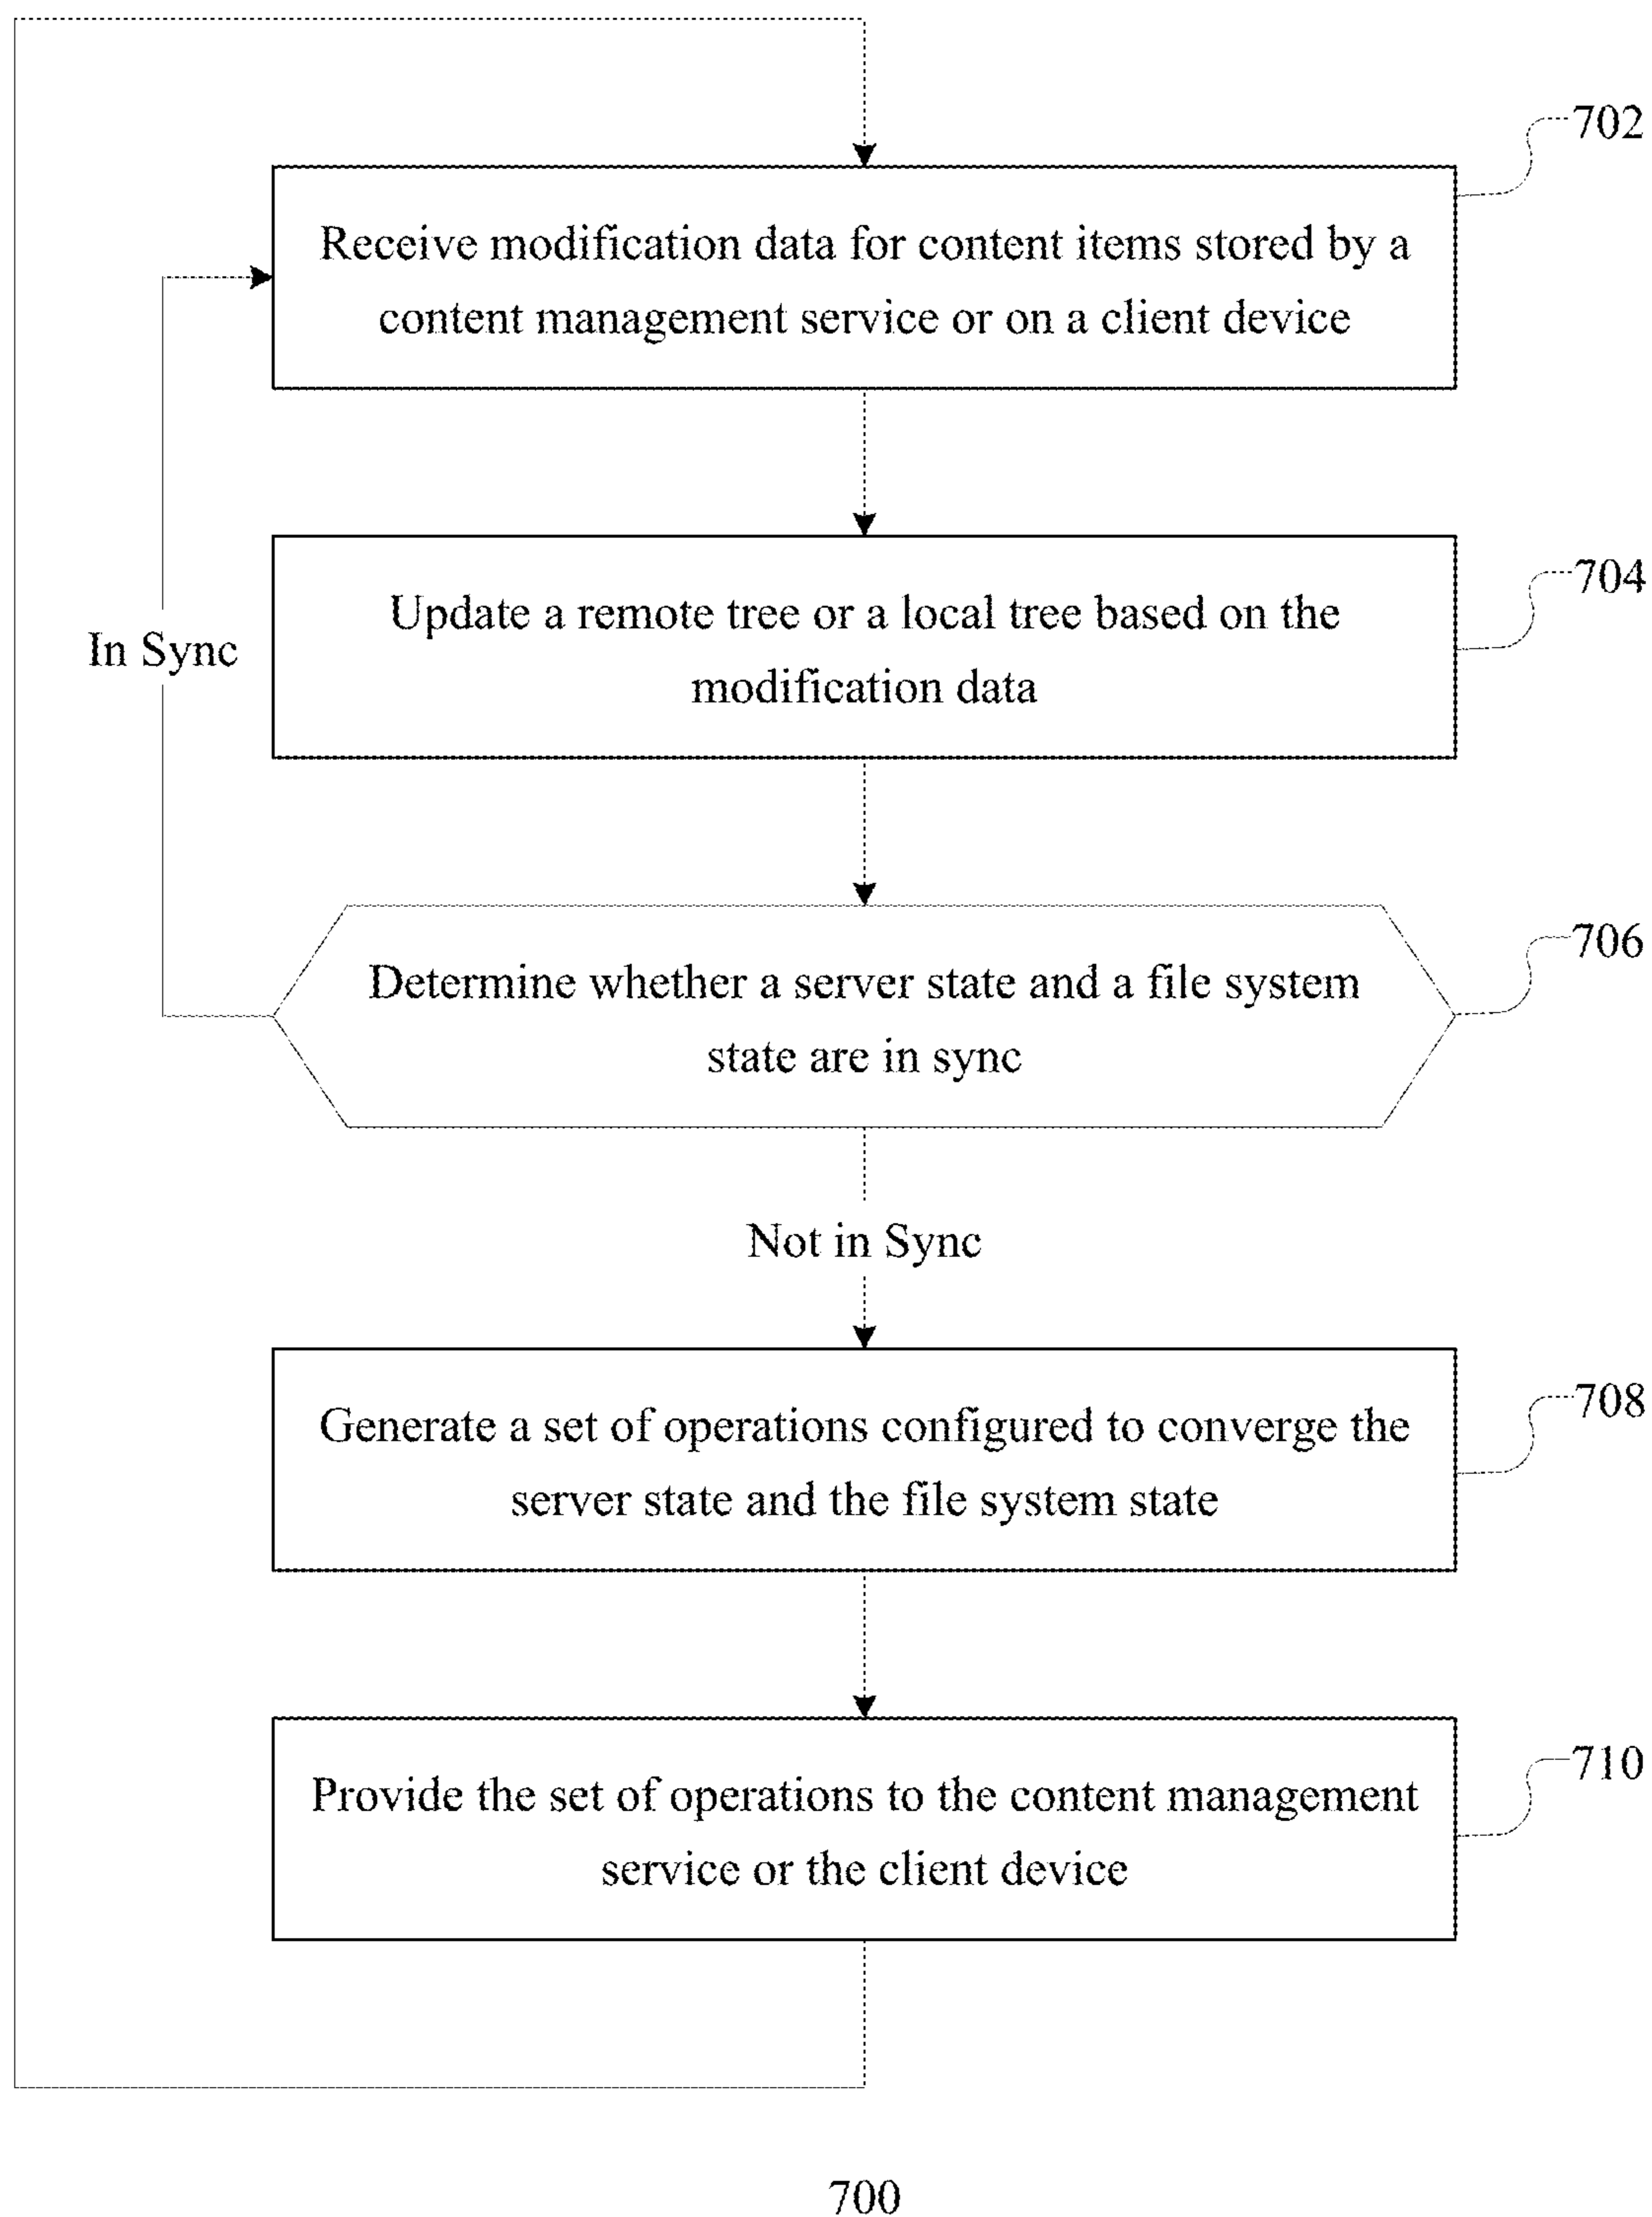 702
Receive modification data for content items stored by a
content management service or on a client device
704
Update a remote tree or a local tree based on the
modification data
In Sync
706
Determine whether a server state and a file system
state are in sync
Not in Sync
708
Generate a set of operations configured to converge the
server state and the file system state
710
Provide the set of operations to the content management
service or the client device
700